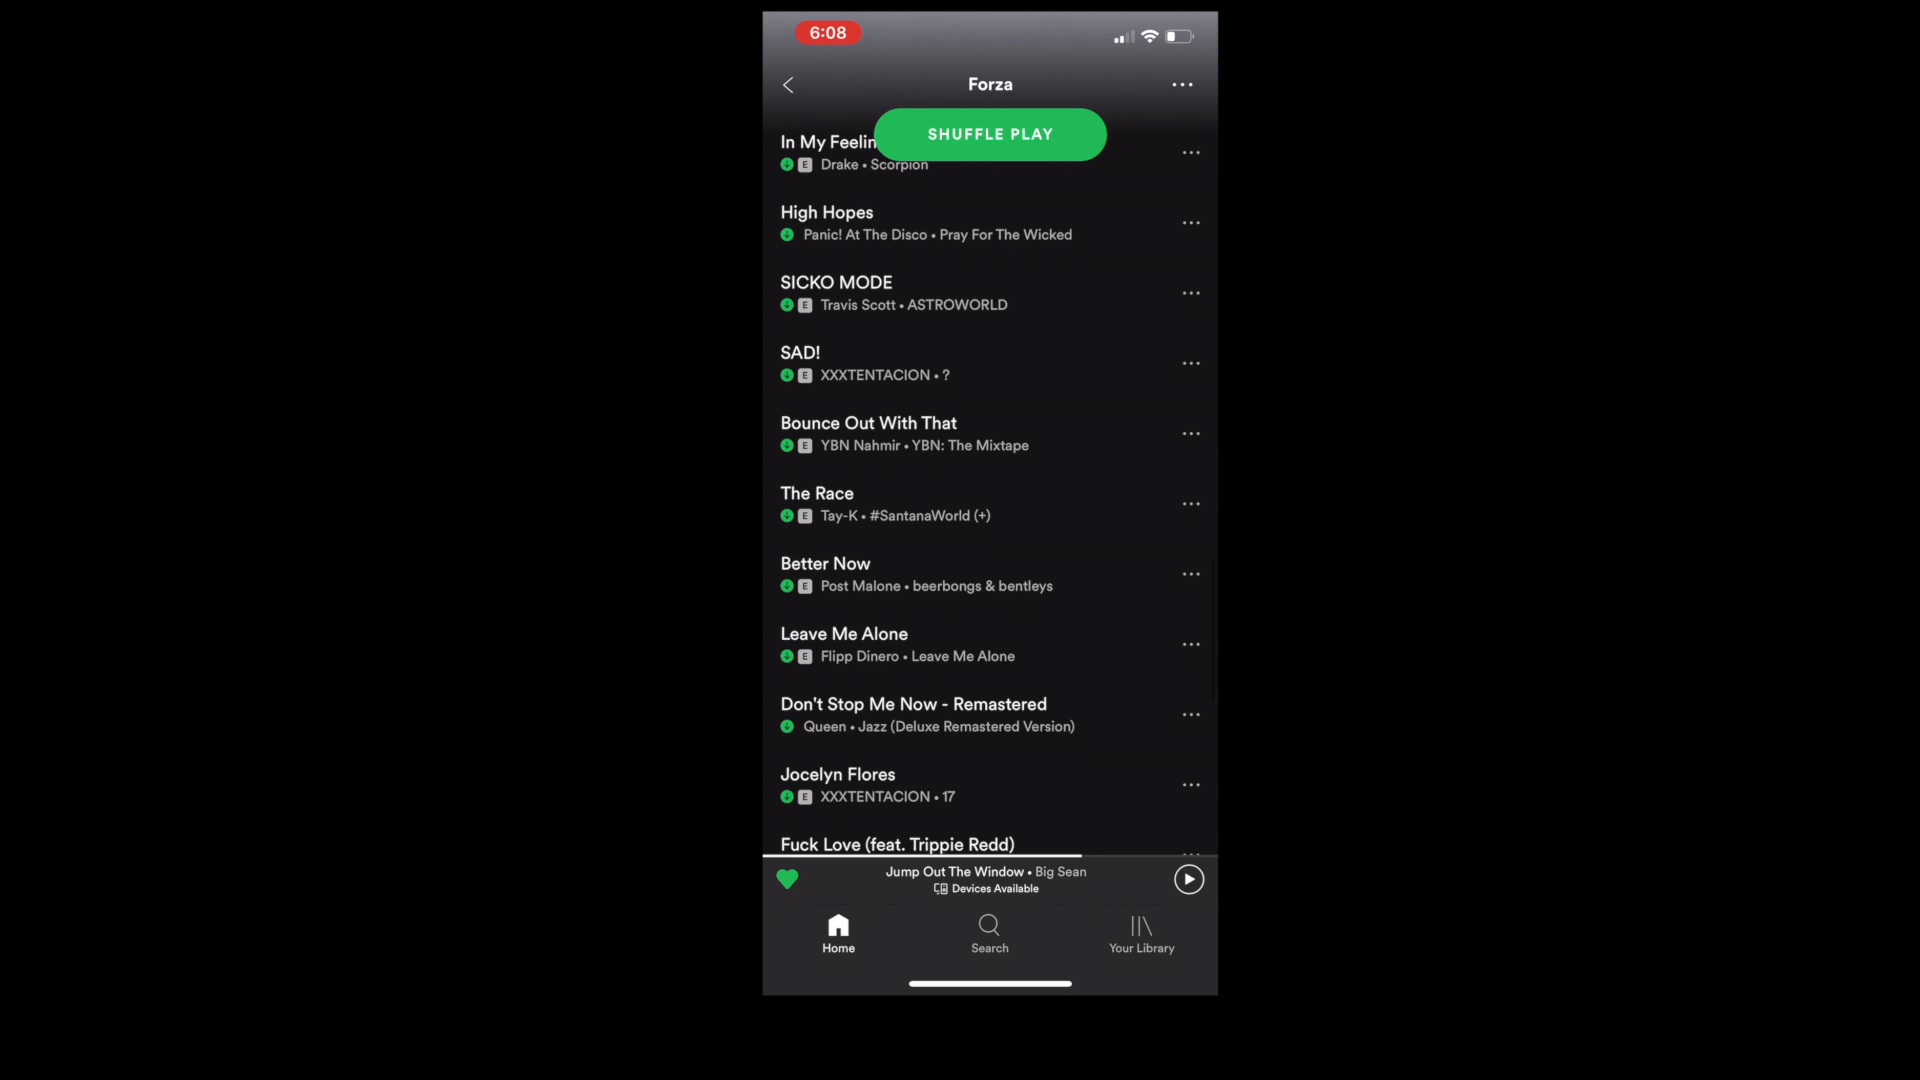 6:08
Forza
SHUFFLE PLAY
In My Feelin
E Drake • Scorpion
High Hopes
Panic! At The Disco • Pray For The Wicked
SICKO MODE
E Travis Scott • ASTROWORLD
SAD!
E XXXTENTACION • ?
Bounce Out With That
E YBN Nahmir • YBN: The Mixtape
The Race
E Tay-K • #SantanaWorld (+)
Better Now
E Post Malone • beerbongs & bentleys
Leave Me Alone
E Flipp Dinero • Leave Me Alone
Don't Stop Me Now - Remastered
Queen • Jazz (Deluxe Remastered Version)
Jocelyn Flores
E XXXTENTACION • 17
Fuck Love (feat. Trippie Redd)
Jump Out The Window • Big Sean
Devices Available
Home
Search
Your Library